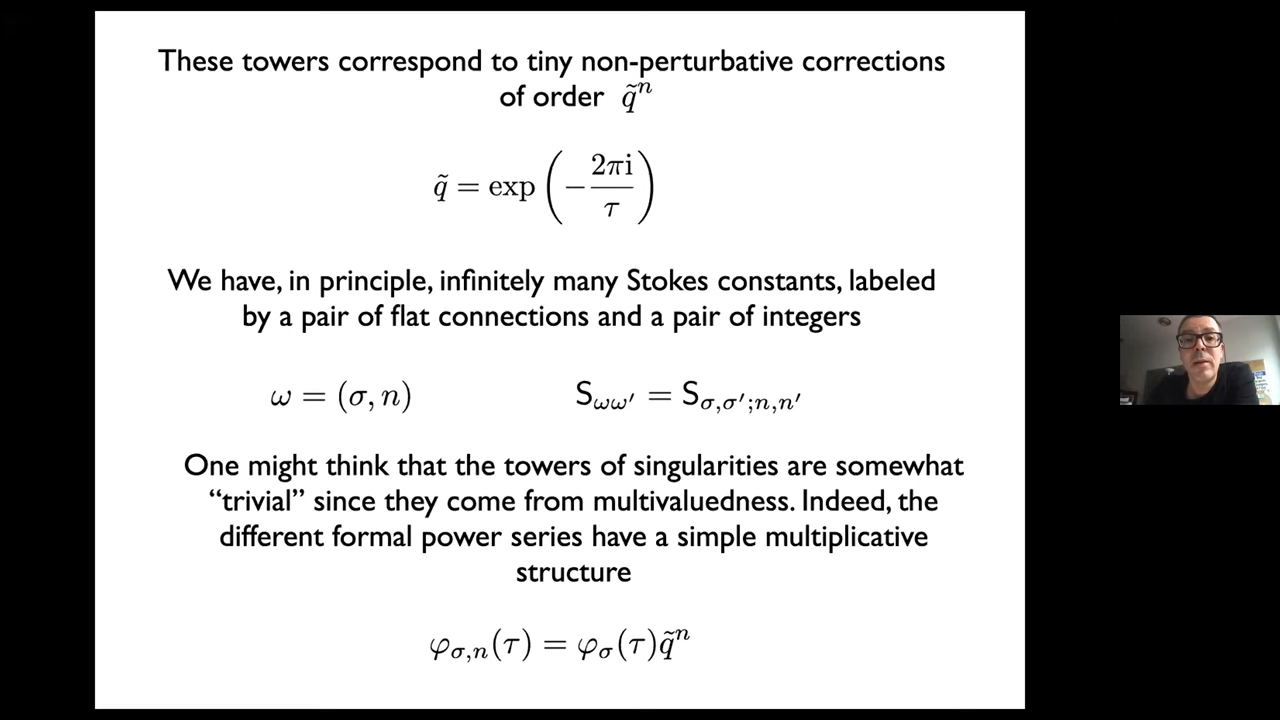 These towers correspond to tiny non-perturbative corrections
of order q̃ⁿ
q̃ = exp(−2πi/τ)
We have, in principle, infinitely many Stokes constants, labeled
by a pair of flat connections and a pair of integers
ω = (σ, n) S_{ωω′} = S_{σ,σ′;n,n′}
One might think that the towers of singularities are somewhat
“trivial” since they come from multivaluedness. Indeed, the
different formal power series have a simple multiplicative
structure
φ_{σ,n}(τ) = φ_σ(τ)q̃ⁿ